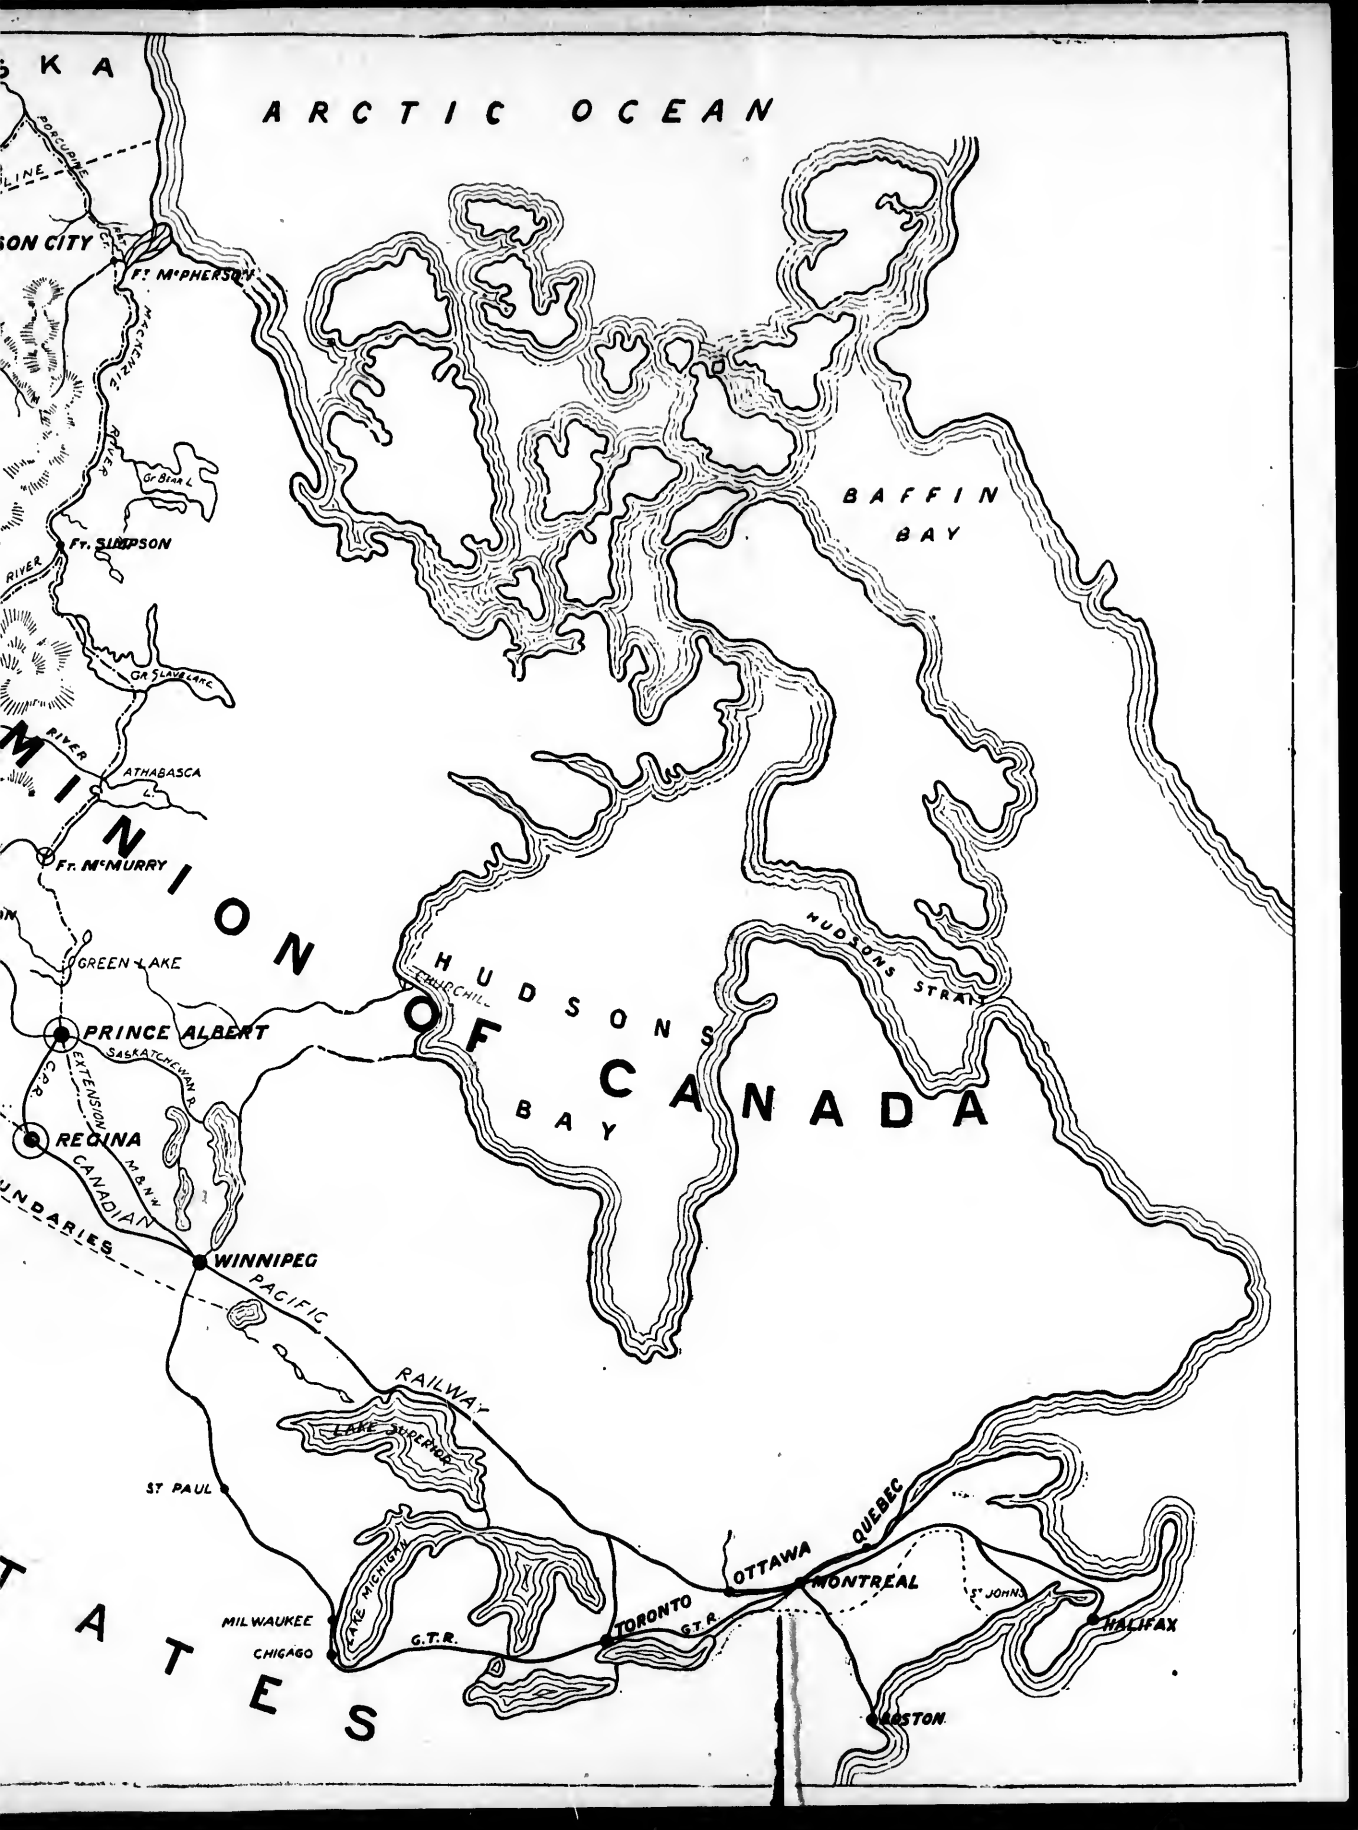 SKA
ARCTIC OCEAN
PORCUPINE
LINE
SON CITY
FT McPHERSON
MACKENZIE
RIVER
GT BEAR L
BAFFIN
BAY
FT. SIMPSON
RIVER
GR SLAVE LAKE
RIVER
ATHABASCA
L.
MINION OF CANADA
FT. McMURRY
HUDSONS STRAIT
GREEN LAKE
CHURCHILL
HUDSONS
BAY
PRINCE ALBERT
SASKATCHEWAN R.
C.P.R.
EXTENSION
M & N W
REGINA
CANADIAN
UNDARIES
WINNIPEG
PACIFIC
RAILWAY
LAKE SUPERIOR
ST PAUL
QUEBEC
LAKE MICHIGAN
OTTAWA
MONTREAL
ST JOHNS
MILWAUKEE
TORONTO
G.T.R.
HALIFAX
CHICAGO
G.T.R.
TATES
BOSTON